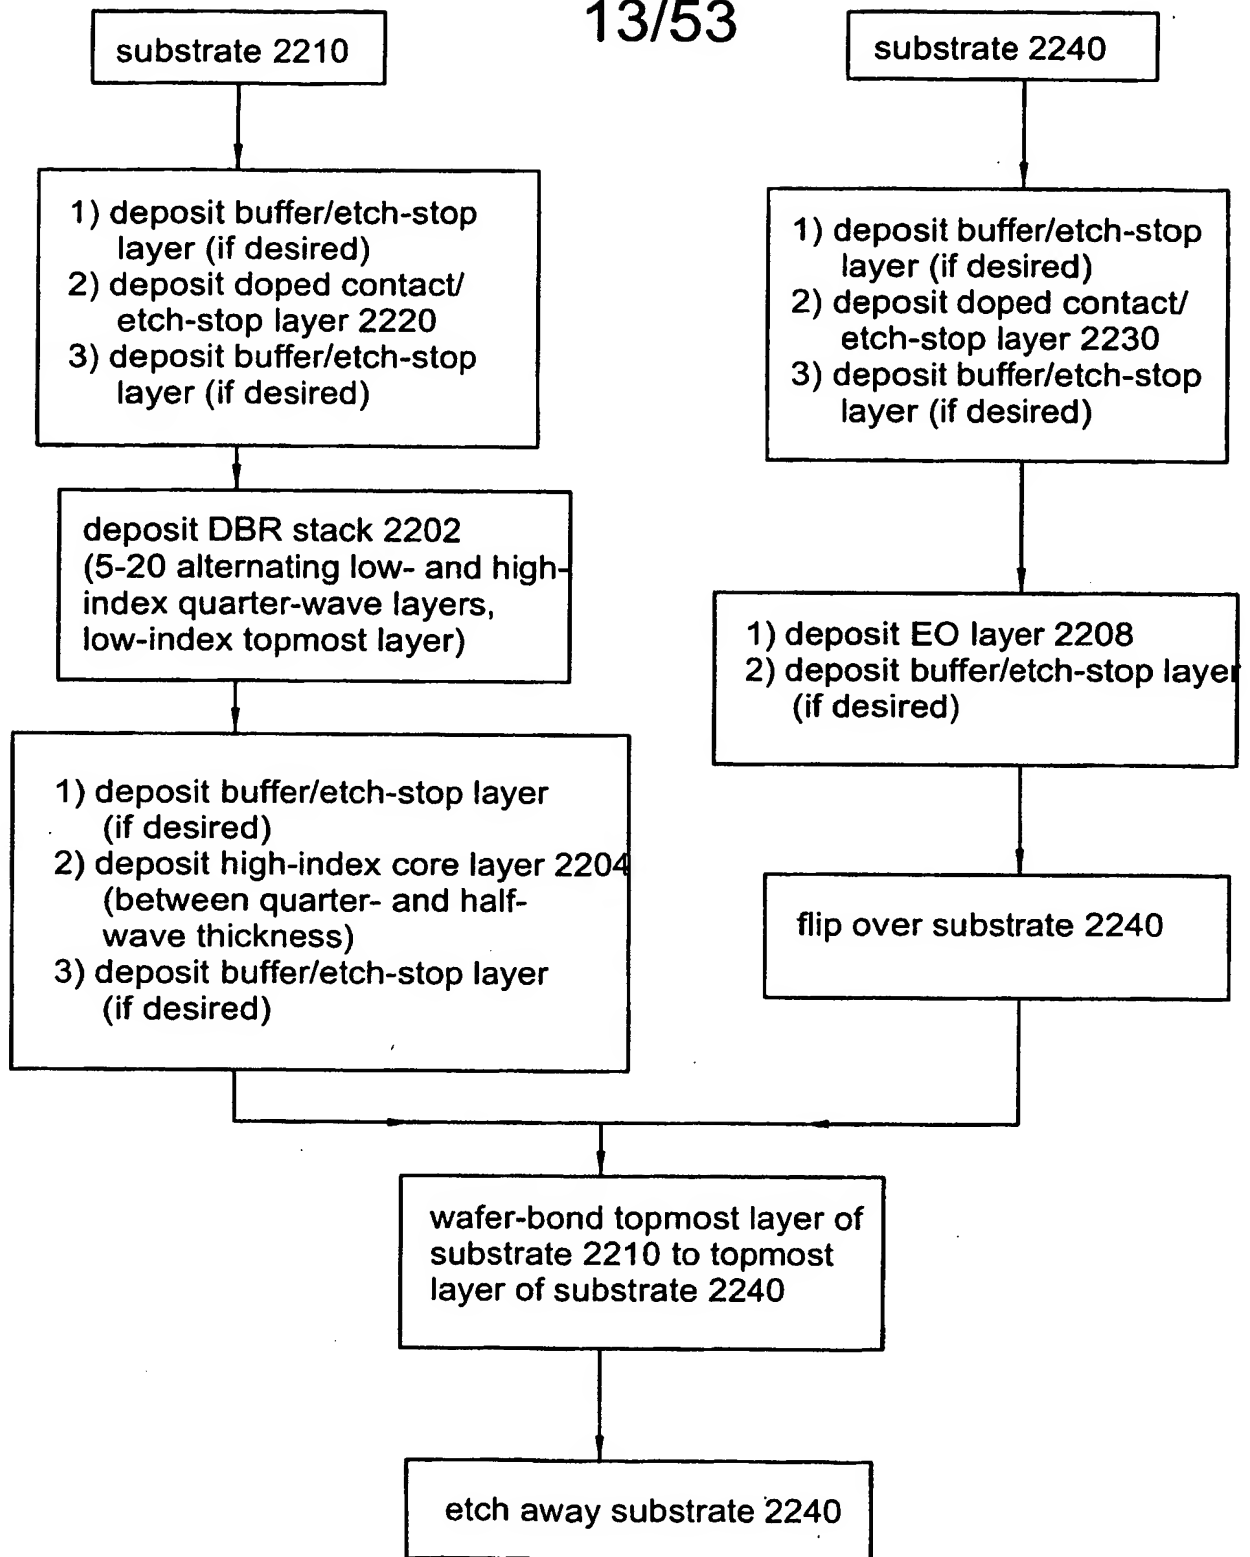 13/53
substrate 2210
1) deposit buffer/etch-stop
layer (if desired)
2) deposit doped contact/
etch-stop layer 2220
3) deposit buffer/etch-stop
layer (if desired)
deposit DBR stack 2202
(5-20 alternating low- and high-
index quarter-wave layers,
low-index topmost layer)
1) deposit buffer/etch-stop layer
(if desired)
2) deposit high-index core layer 2204
(between quarter- and half-
wave thickness)
3) deposit buffer/etch-stop layer
(if desired)
substrate 2240
1) deposit buffer/etch-stop
layer (if desired)
2) deposit doped contact/
etch-stop layer 2230
3) deposit buffer/etch-stop
layer (if desired)
1) deposit EO layer 2208
2) deposit buffer/etch-stop layer
(if desired)
flip over substrate 2240
wafer-bond topmost layer of
substrate 2210 to topmost
layer of substrate 2240
etch away substrate 2240